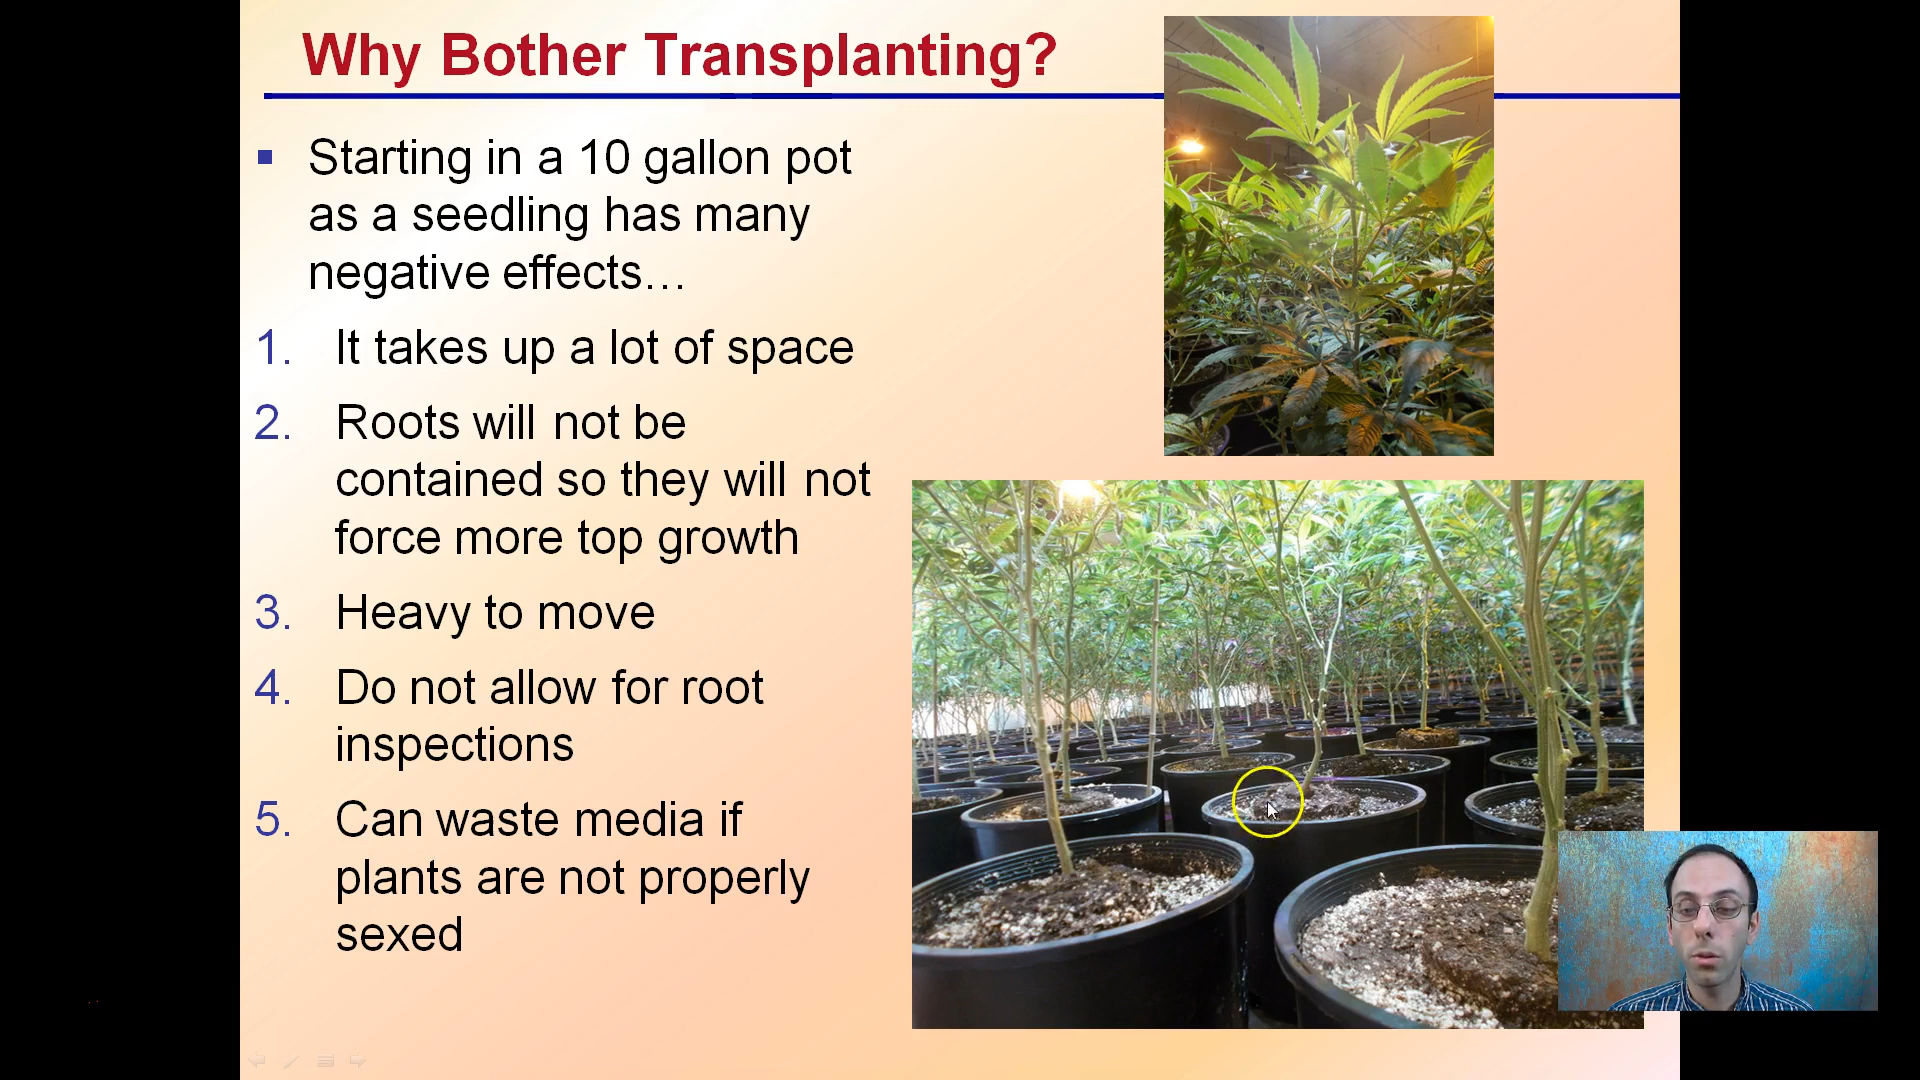 Why Bother Transplanting?
Starting in a 10 gallon pot
as a seedling has many
negative effects…
1. It takes up a lot of space
2. Roots will not be
contained so they will not
force more top growth
3. Heavy to move
4. Do not allow for root
inspections
5. Can waste media if
plants are not properly
sexed